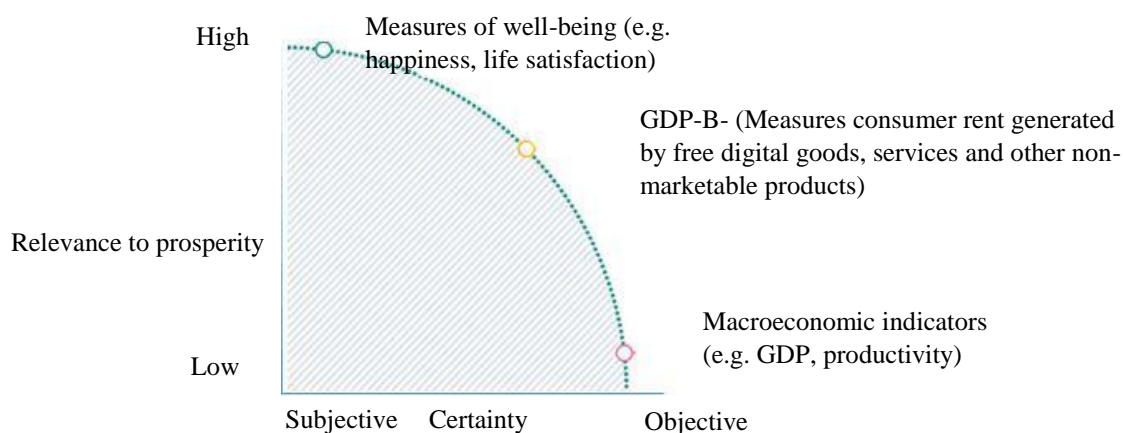 High
Measures of well-being (e.g.
happiness, life satisfaction)
GDP-B- (Measures consumer rent generated
by free digital goods, services and other non-
marketable products)
Relevance to prosperity
Macroeconomic indicators
(e.g. GDP, productivity)
Low
Subjective Certainty Objective